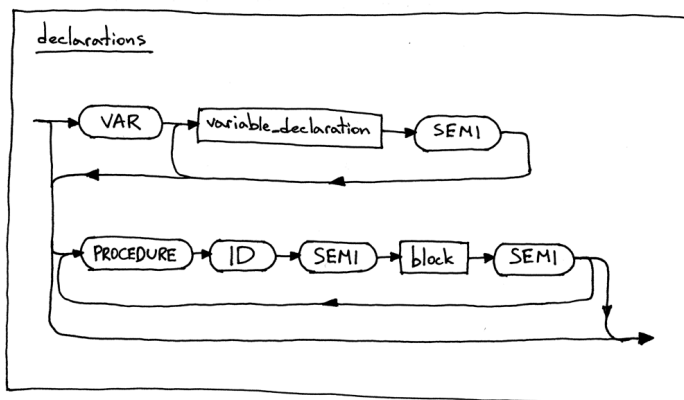 declarations
VAR variable_declaration SEMI
PROCEDURE ID SEMI block SEMI